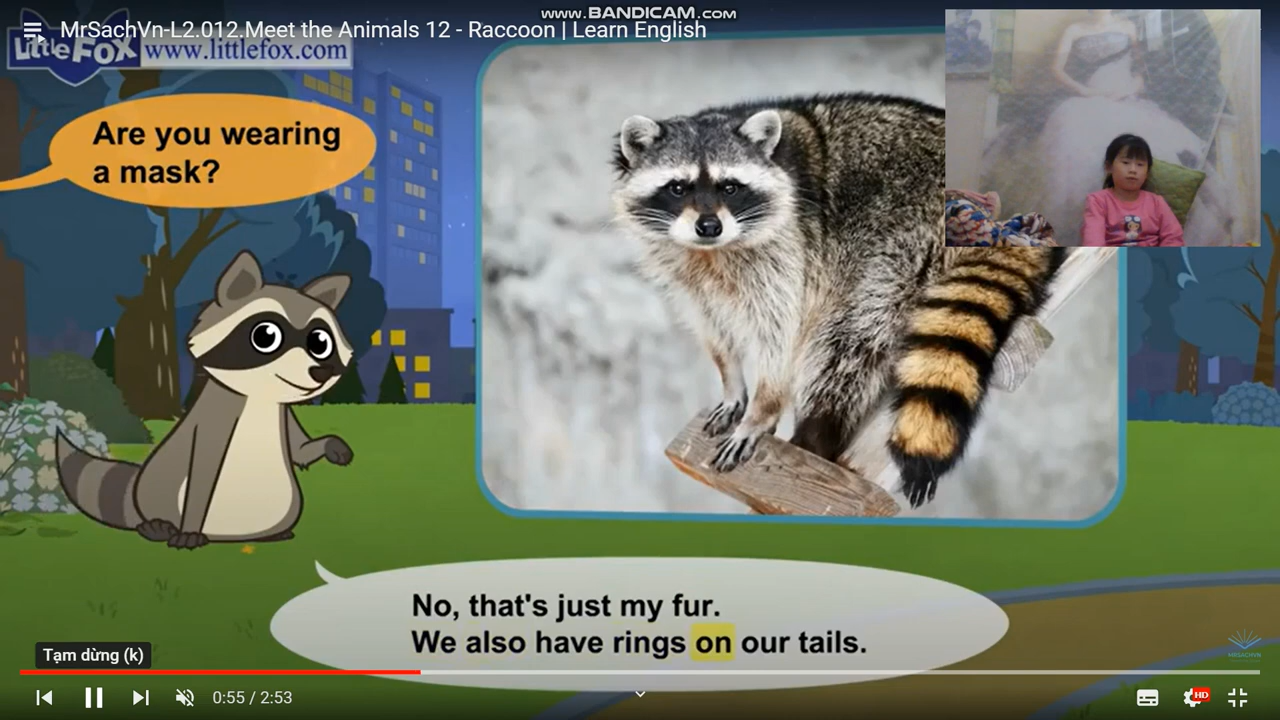 www.BANDICAM.com
MrSachVn-L2.012.Meet the Animals 12 - Raccoon | Learn English
Little Fox www.littlefox.com
Are you wearing
a mask?
No, that's just my fur.
We also have rings on our tails.
Tạm dừng (k)
MRSACHVN
0:55 / 2:53
HD